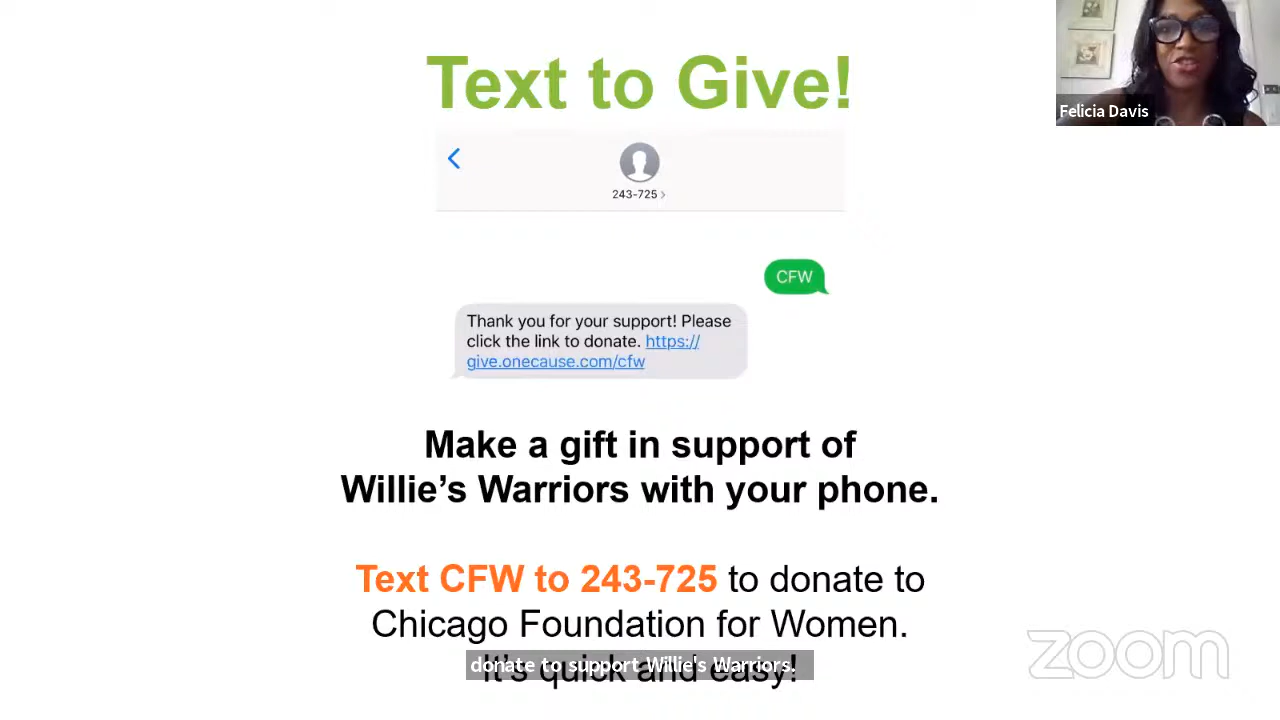 Text to Give!
Felicia Davis
243-725
CFW
Thank you for your support! Please
click the link to donate. https://
give.onecause.com/cfw
Make a gift in support of
Willie’s Warriors with your phone.
Text CFW to 243-725 to donate to
Chicago Foundation for Women.
It’s quick and easy!
donate to support Willie's Warriors.
zoom